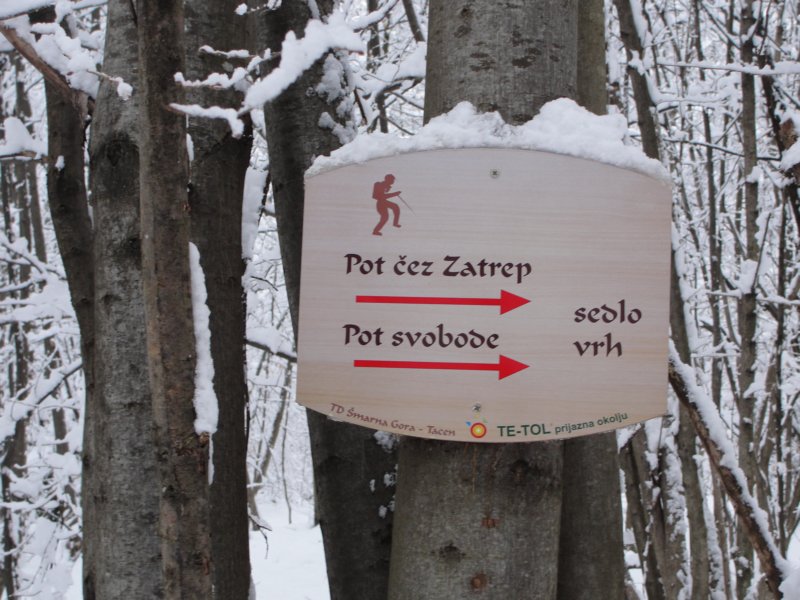 Pot čez Zatrep
sedlo
Pot svobode
vrh
TD Šmarna Gora - Tacen
TE-TOL prijazna okolju